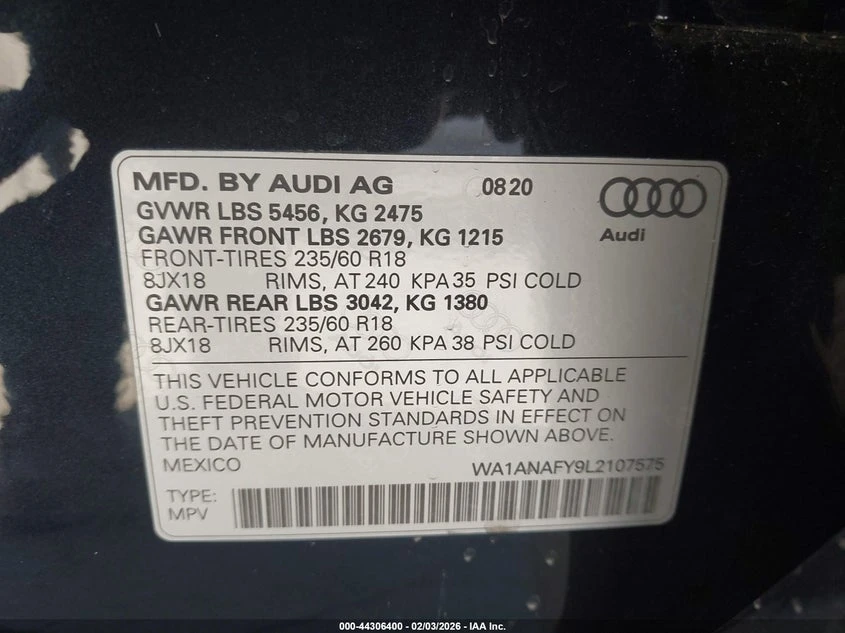 MFD. BY AUDI AG 08 20
GVWR LBS 5456, KG 2475
Audi
GAWR FRONT LBS 2679, KG 1215
FRONT-TIRES 235/60 R18
8JX18 RIMS, AT 240 KPA 35 PSI COLD
GAWR REAR LBS 3042, KG 1380
REAR-TIRES 235/60 R18
8JX18 RIMS, AT 260 KPA 38 PSI COLD
THIS VEHICLE CONFORMS TO ALL APPLICABLE
U.S. FEDERAL MOTOR VEHICLE SAFETY AND
THEFT PREVENTION STANDARDS IN EFFECT ON
THE DATE OF MANUFACTURE SHOWN ABOVE.
MEXICO WA1ANAFY9L2107575
TYPE:
MPV
000-44306400 | 02/03/2026 - IAA Inc.